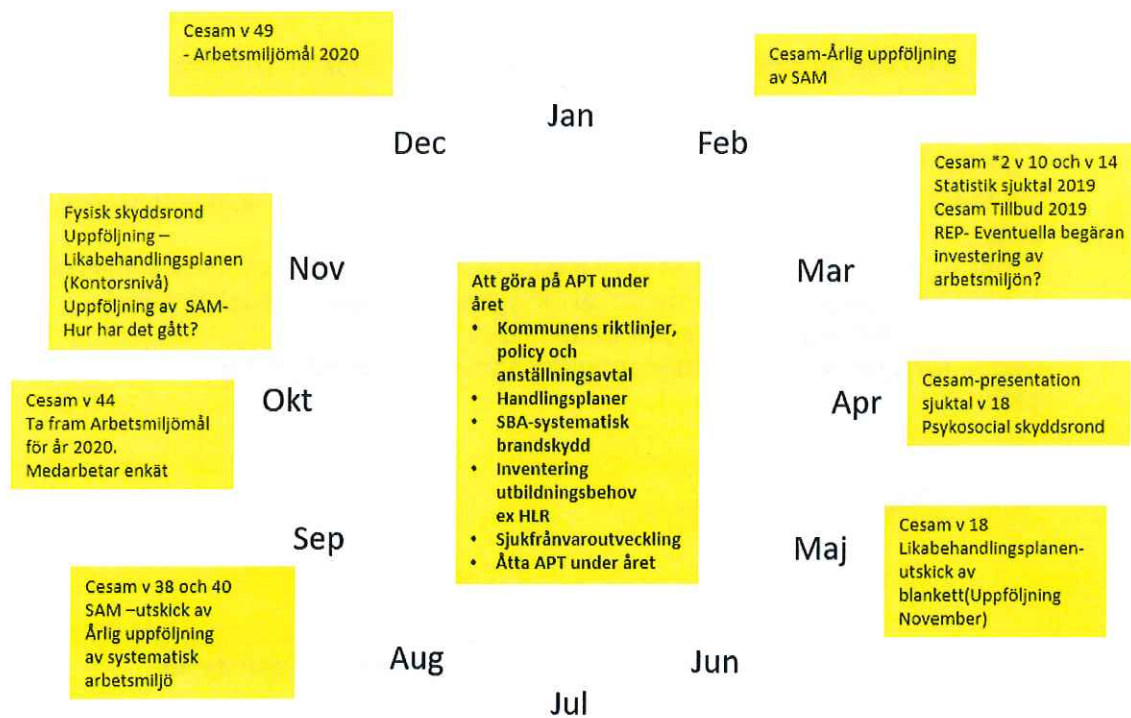 Cesam v 49
- Arbetsmiljömål 2020
Cesam-Årlig uppföljning
av SAM
Jan
Dec
Feb
Cesam *2 v 10 och v 14
Statistik sjuktal 2019
Cesam Tillbud 2019
REP- Eventuella begäran
investering av
arbetsmiljön?
Fysisk skyddsrond
Uppföljning –
Likabehandlingsplanen
(Kontorsnivå)
Uppföljning av SAM-
Hur har det gått?
Nov
Mar
Att göra på APT under
året
• Kommunens riktlinjer,
policy och
anställningsavtal
• Handlingsplaner
• SBA-systematisk
brandskydd
• Inventering
utbildningsbehov
ex HLR
• Sjukfrånvaroutveckling
• Åtta APT under året
Cesam v 44
Ta fram Arbetsmiljömål
för år 2020.
Medarbetar enkät
Okt
Apr
Cesam-presentation
sjuktal v 18
Psykosocial skyddsrond
Sep
Maj
Cesam v 18
Likabehandlingsplanen-
utskick av
blankett(Uppföljning
November)
Cesam v 38 och 40
SAM –utskick av
Årlig uppföljning
av systematisk
arbetsmiljö
Aug
Jun
Jul